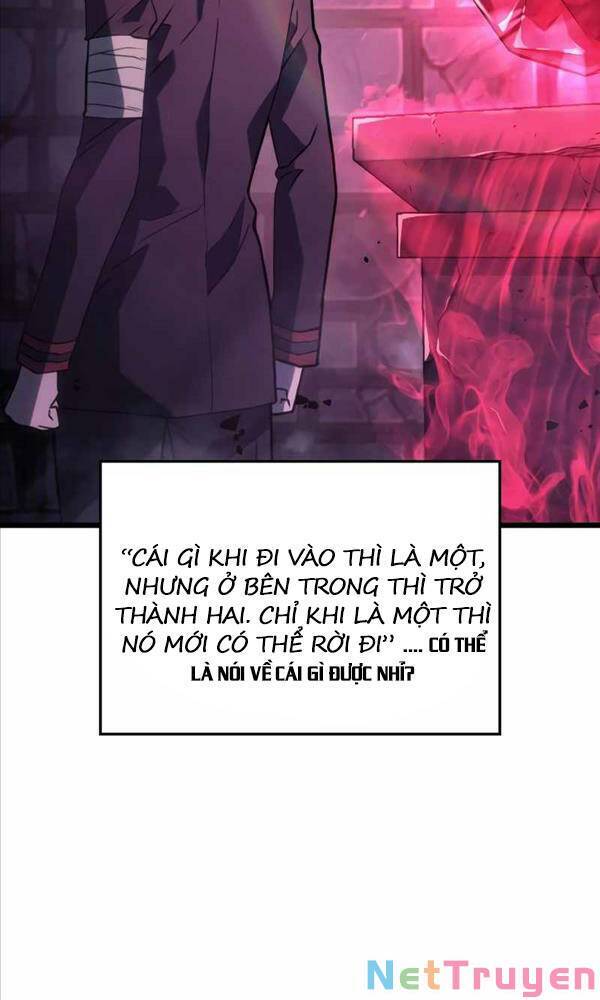 “CÁI GÌ KHI ĐI VÀO THÌ LÀ MỘT,
NHƯNG Ở BÊN TRONG THÌ TRỞ
THÀNH HAI. CHỈ KHI LÀ MỘT THÌ
NÓ MỚI CÓ THỂ RỜI ĐI” .... CÓ THỂ
LÀ NÓI VỀ CÁI GÌ ĐƯỢC NHỈ?
NetTruyen